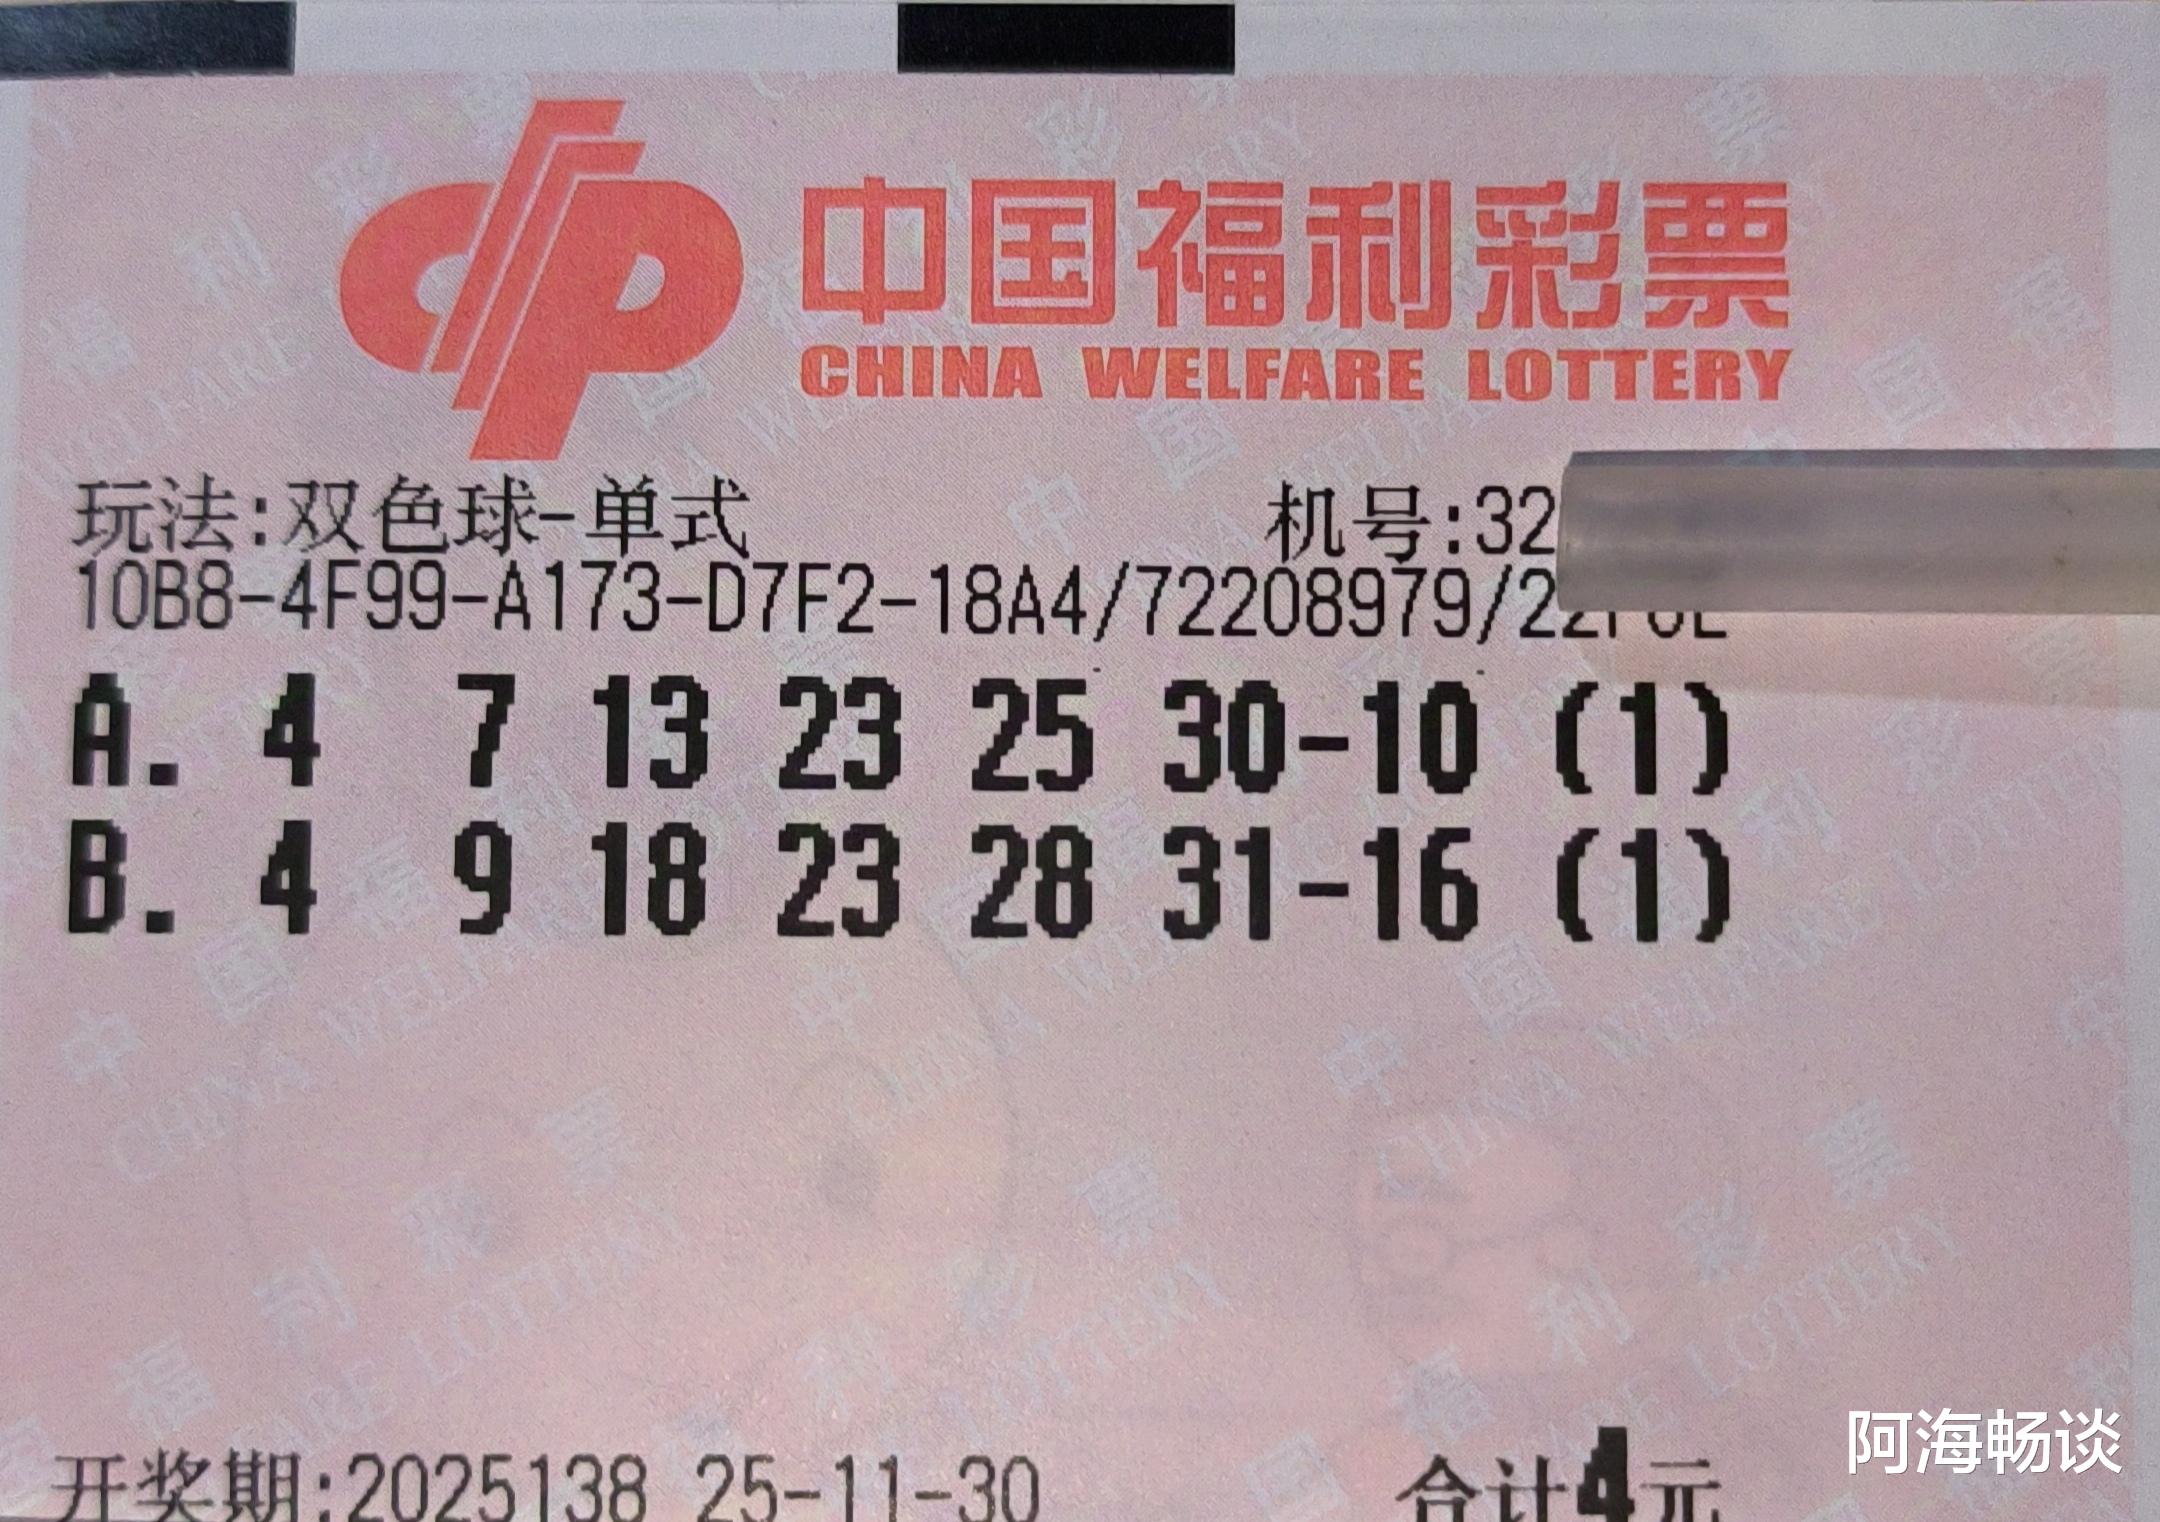 中国福利彩票
CHINA WELFARE LOTTERY
玩法:双色球-单式 机号:32
10B8-4F99-A173-D7F2-18A4/72208979/22
A. 4 7 13 23 25 30-10 (1)
B. 4 9 18 23 28 31-16 (1)
开奖期:2025138 25-11-30 合计4元
阿海畅谈